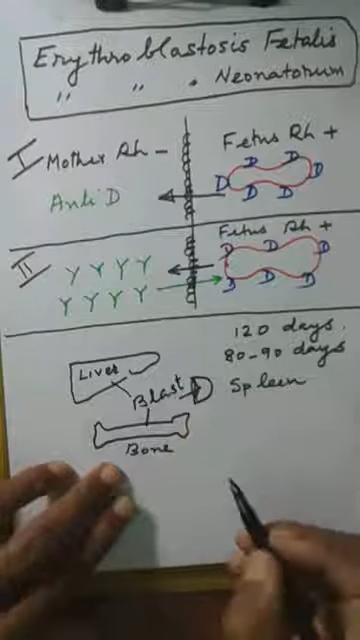 Erythroblastosis Fetalis
" " . Neonatorum
I Mother Rh - Fetus Rh +
D D D D D D
Anti D
II Fetus Rh +
D D D D D D
Y Y Y Y
Y Y Y Y
120 days.
80-90 days
Liver
Blast Spleen
Bone